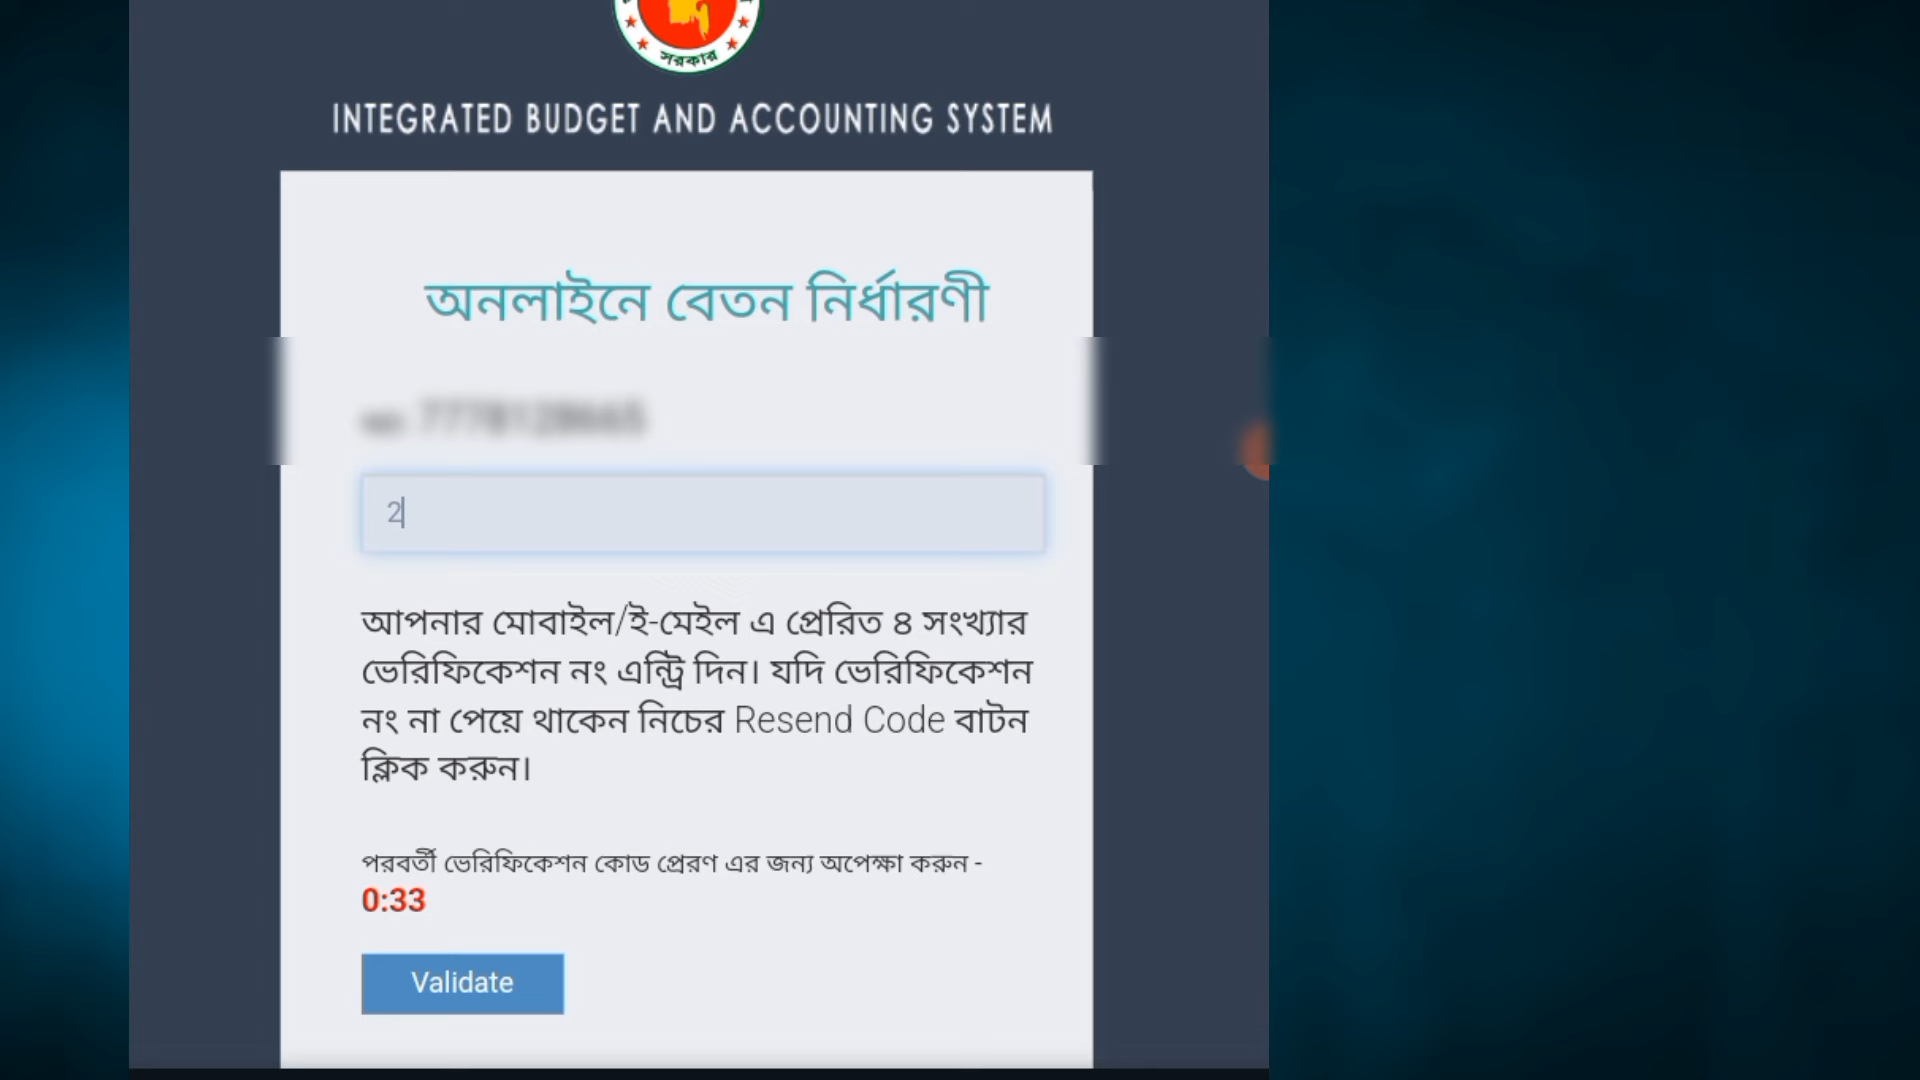 সরকার
INTEGRATED BUDGET AND ACCOUNTING SYSTEM
অনলাইনে বেতন নির্ধারণী
2
আপনার মোবাইল/ই-মেইল এ প্রেরিত ৪ সংখ্যার
ভেরিফিকেশন নং এন্ট্রি দিন। যদি ভেরিফিকেশন
নং না পেয়ে থাকেন নিচের Resend Code বাটন
ক্লিক করুন।
পরবর্তী ভেরিফিকেশন কোড প্রেরণ এর জন্য অপেক্ষা করুন -
0:33
Validate